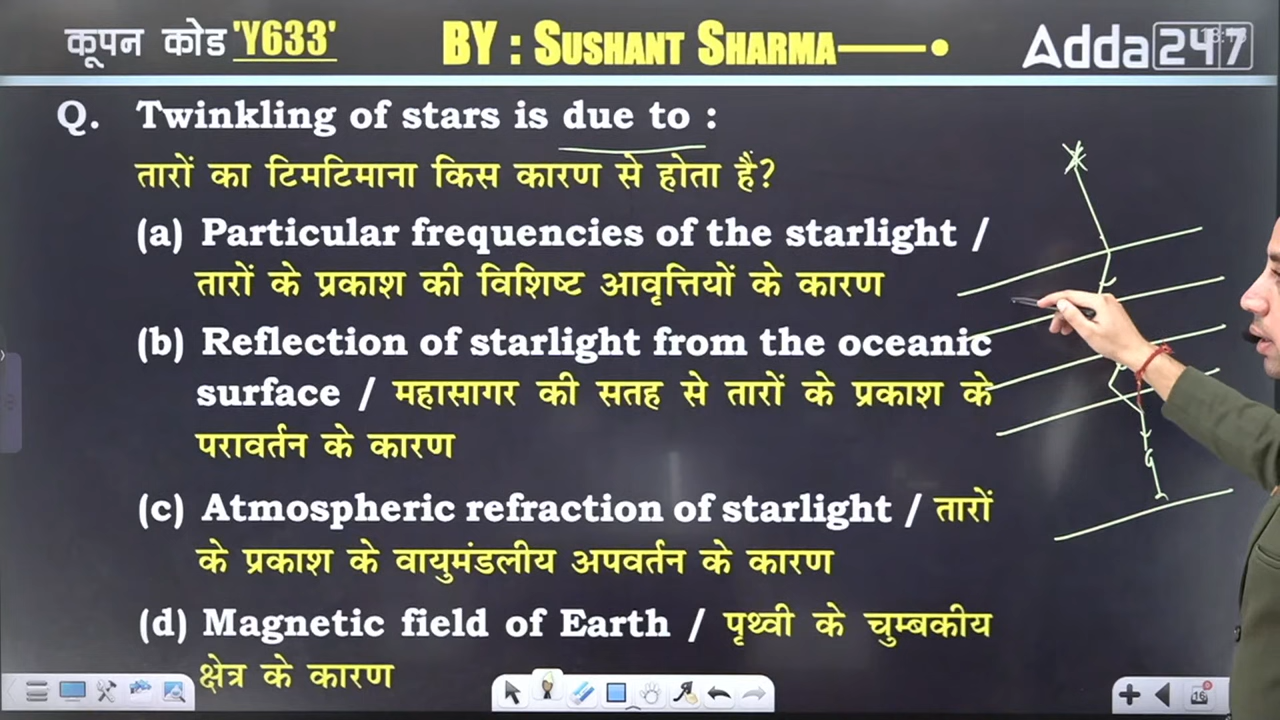 कूपन कोड 'Y633' BY : SUSHANT SHARMA Adda247
Q. Twinkling of stars is due to :
तारों का टिमटिमाना किस कारण से होता हैं?
(a) Particular frequencies of the starlight /
तारों के प्रकाश की विशिष्ट आवृत्तियों के कारण
(b) Reflection of starlight from the oceanic
surface / महासागर की सतह से तारों के प्रकाश के
परावर्तन के कारण
(c) Atmospheric refraction of starlight / तारों
के प्रकाश के वायुमंडलीय अपवर्तन के कारण
(d) Magnetic field of Earth / पृथ्वी के चुम्बकीय
क्षेत्र के कारण
16